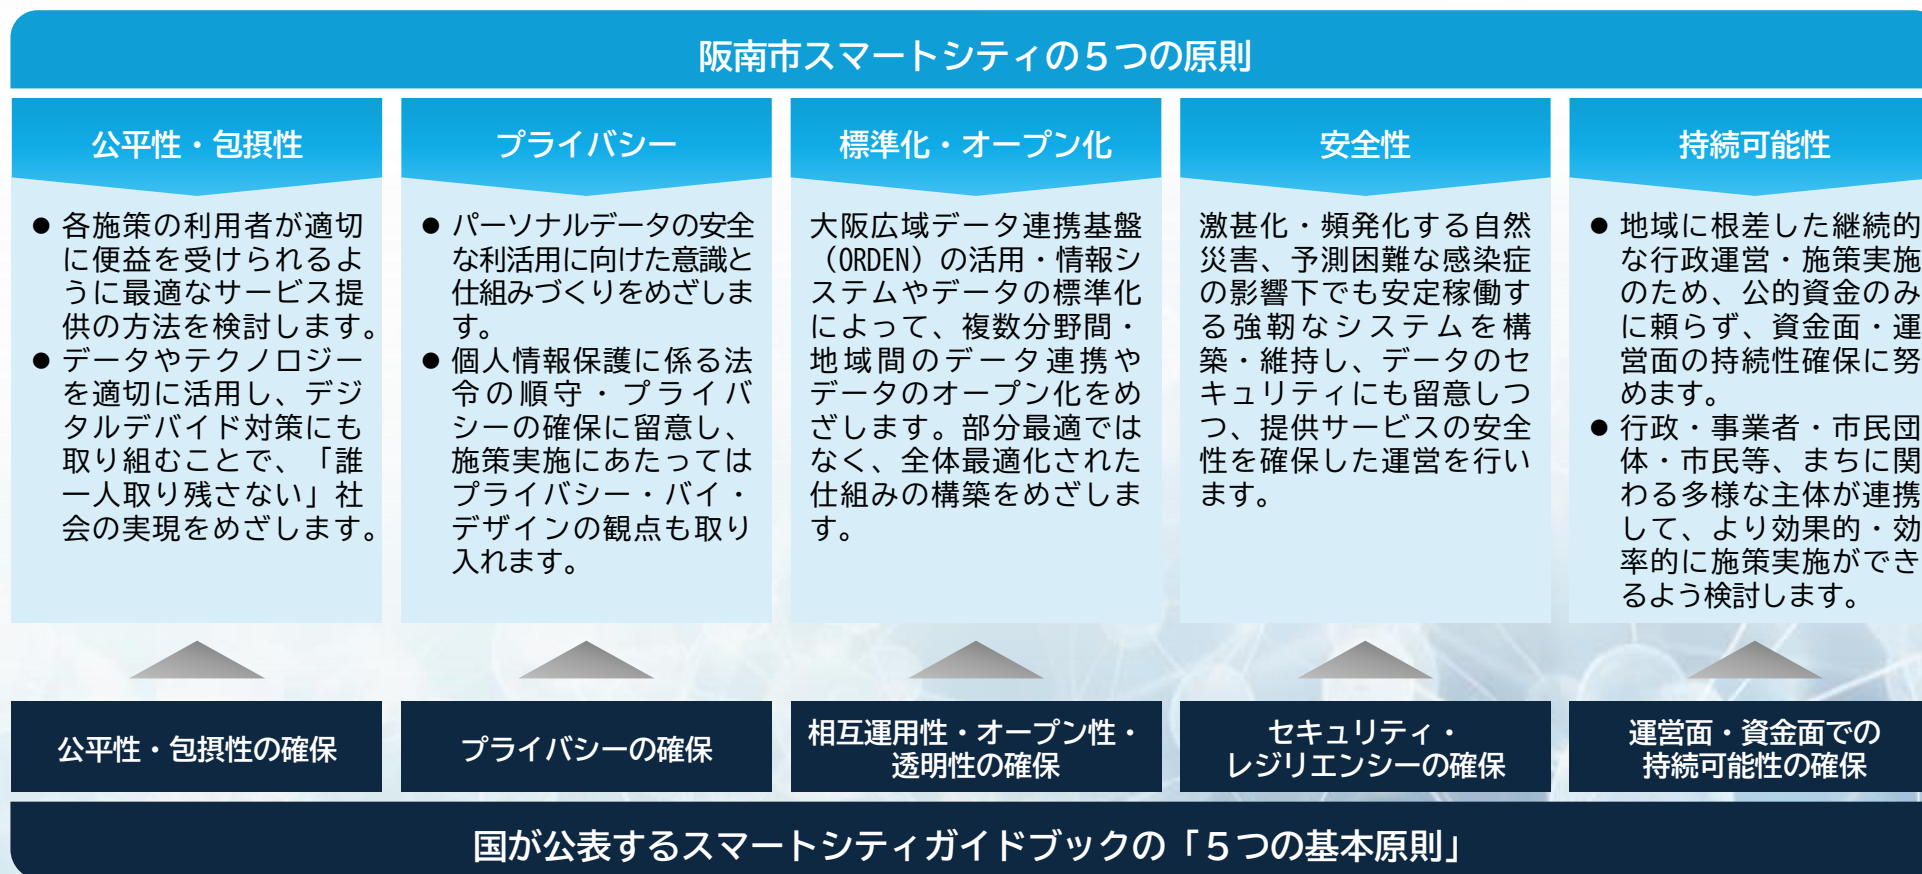 阪南市スマートシティの５つの原則
公平性・包摂性
● 各施策の利用者が適切
に便益を受けられるよ
うに最適なサービス提
供の方法を検討します。
● データやテクノロジー
を適切に活用し、デジ
タルデバイド対策にも
取り組むことで、「誰
一人取り残さない」社
会の実現をめざします。
プライバシー
● パーソナルデータの安全
な利活用に向けた意識と
仕組みづくりをめざしま
す。
● 個人情報保護に係る法
令の順守・プライバ
シーの確保に留意し、
施策実施にあたっては
プライバシー・バイ・
デザインの観点も取り
入れます。
標準化・オープン化
大阪広域データ連携基盤
（ORDEN）の活用・情報シ
ステムやデータの標準化
によって、複数分野間・
地域間のデータ連携や
データのオープン化をめ
ざします。部分最適では
なく、全体最適化された
仕組みの構築をめざしま
す。
安全性
激甚化・頻発化する自然
災害、予測困難な感染症
の影響下でも安定稼働す
る強靭なシステムを構
築・維持し、データのセ
キュリティにも留意しつ
つ、提供サービスの安全
性を確保した運営を行い
ます。
持続可能性
● 地域に根差した継続的
な行政運営・施策実施
のため、公的資金のみ
に頼らず、資金面・運
営面の持続性確保に努
めます。
● 行政・事業者・市民団
体・市民等、まちに関
わる多様な主体が連携
して、より効果的・効
率的に施策実施ができ
るよう検討します。
公平性・包摂性の確保
プライバシーの確保
相互運用性・オープン性・
透明性の確保
セキュリティ・
レジリエンシーの確保
運営面・資金面での
持続可能性の確保
国が公表するスマートシティガイドブックの「５つの基本原則」